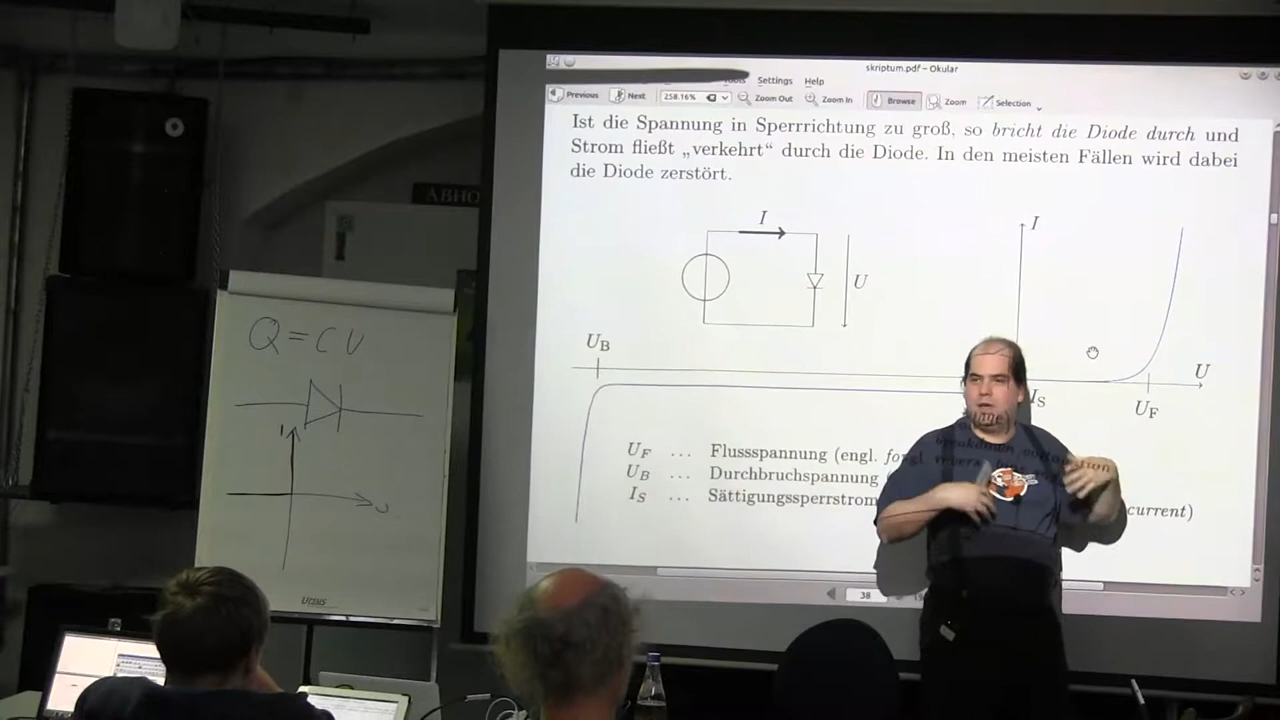 skriptum.pdf – Okular
Tools Settings Help
Previous Next 258.16% Zoom Out Zoom In Browse Zoom Selection
Ist die Spannung in Sperrrichtung zu groß, so bricht die Diode durch und
Strom fließt „verkehrt“ durch die Diode. In den meisten Fällen wird dabei
die Diode zerstört.
I
I
U
U_B
U
I_S
U_F
U_F ... Flussspannung (engl.
U_B ... Durchbruchspannung
I_S ... Sättigungssperrstrom
current)
38
ABHO
Q = C U
I
U